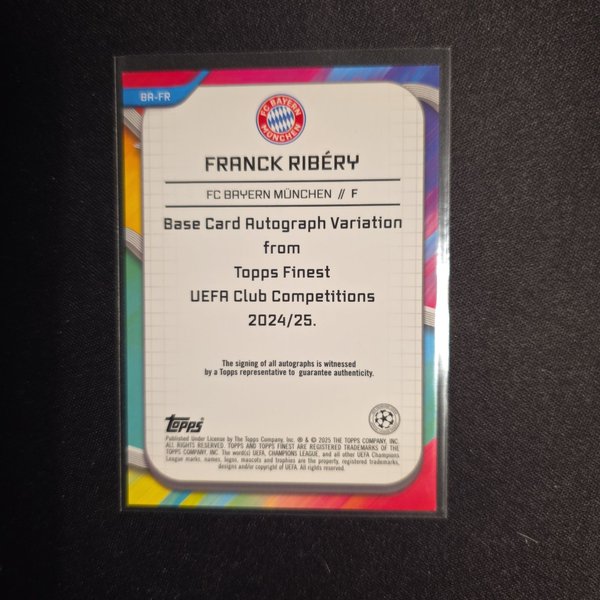 BA-FR
FC BAYERN
MÜNCHEN
FRANCK RIBÉRY
FC BAYERN MÜNCHEN // F
Base Card Autograph Variation
from
Topps Finest
UEFA Club Competitions
2024/25.
The signing of all autographs is witnessed
by a Topps representative to guarantee authenticity.
Topps
Published Under License by The Topps Company, Inc. ® & © 2025 THE TOPPS COMPANY, INC.
ALL RIGHTS RESERVED. TOPPS AND TOPPS FINEST ARE REGISTERED TRADEMARKS OF THE
TOPPS COMPANY, INC. The word(s) UEFA, CHAMPIONS LEAGUE, and all other UEFA Champions
League marks, names, logos, mascots and trophies are the property, registered trademarks,
designs and/or copyright of UEFA. All rights reserved.